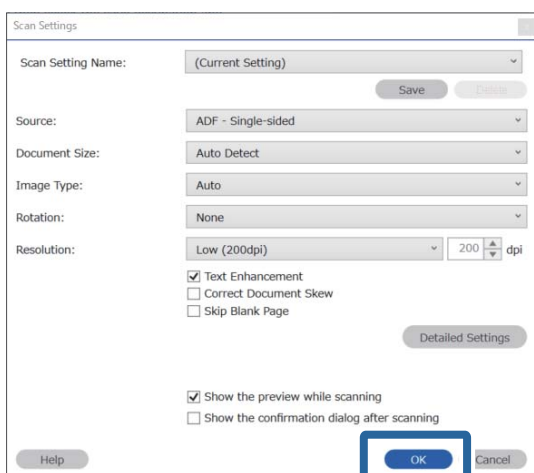 Scan Settings
Scan Setting Name: (Current Setting)
Save Delete
Source: ADF - Single-sided
Document Size: Auto Detect
Image Type: Auto
Rotation: None
Resolution: Low (200dpi) 200 dpi
Text Enhancement
Correct Document Skew
Skip Blank Page
Detailed Settings
Show the preview while scanning
Show the confirmation dialog after scanning
Help OK Cancel